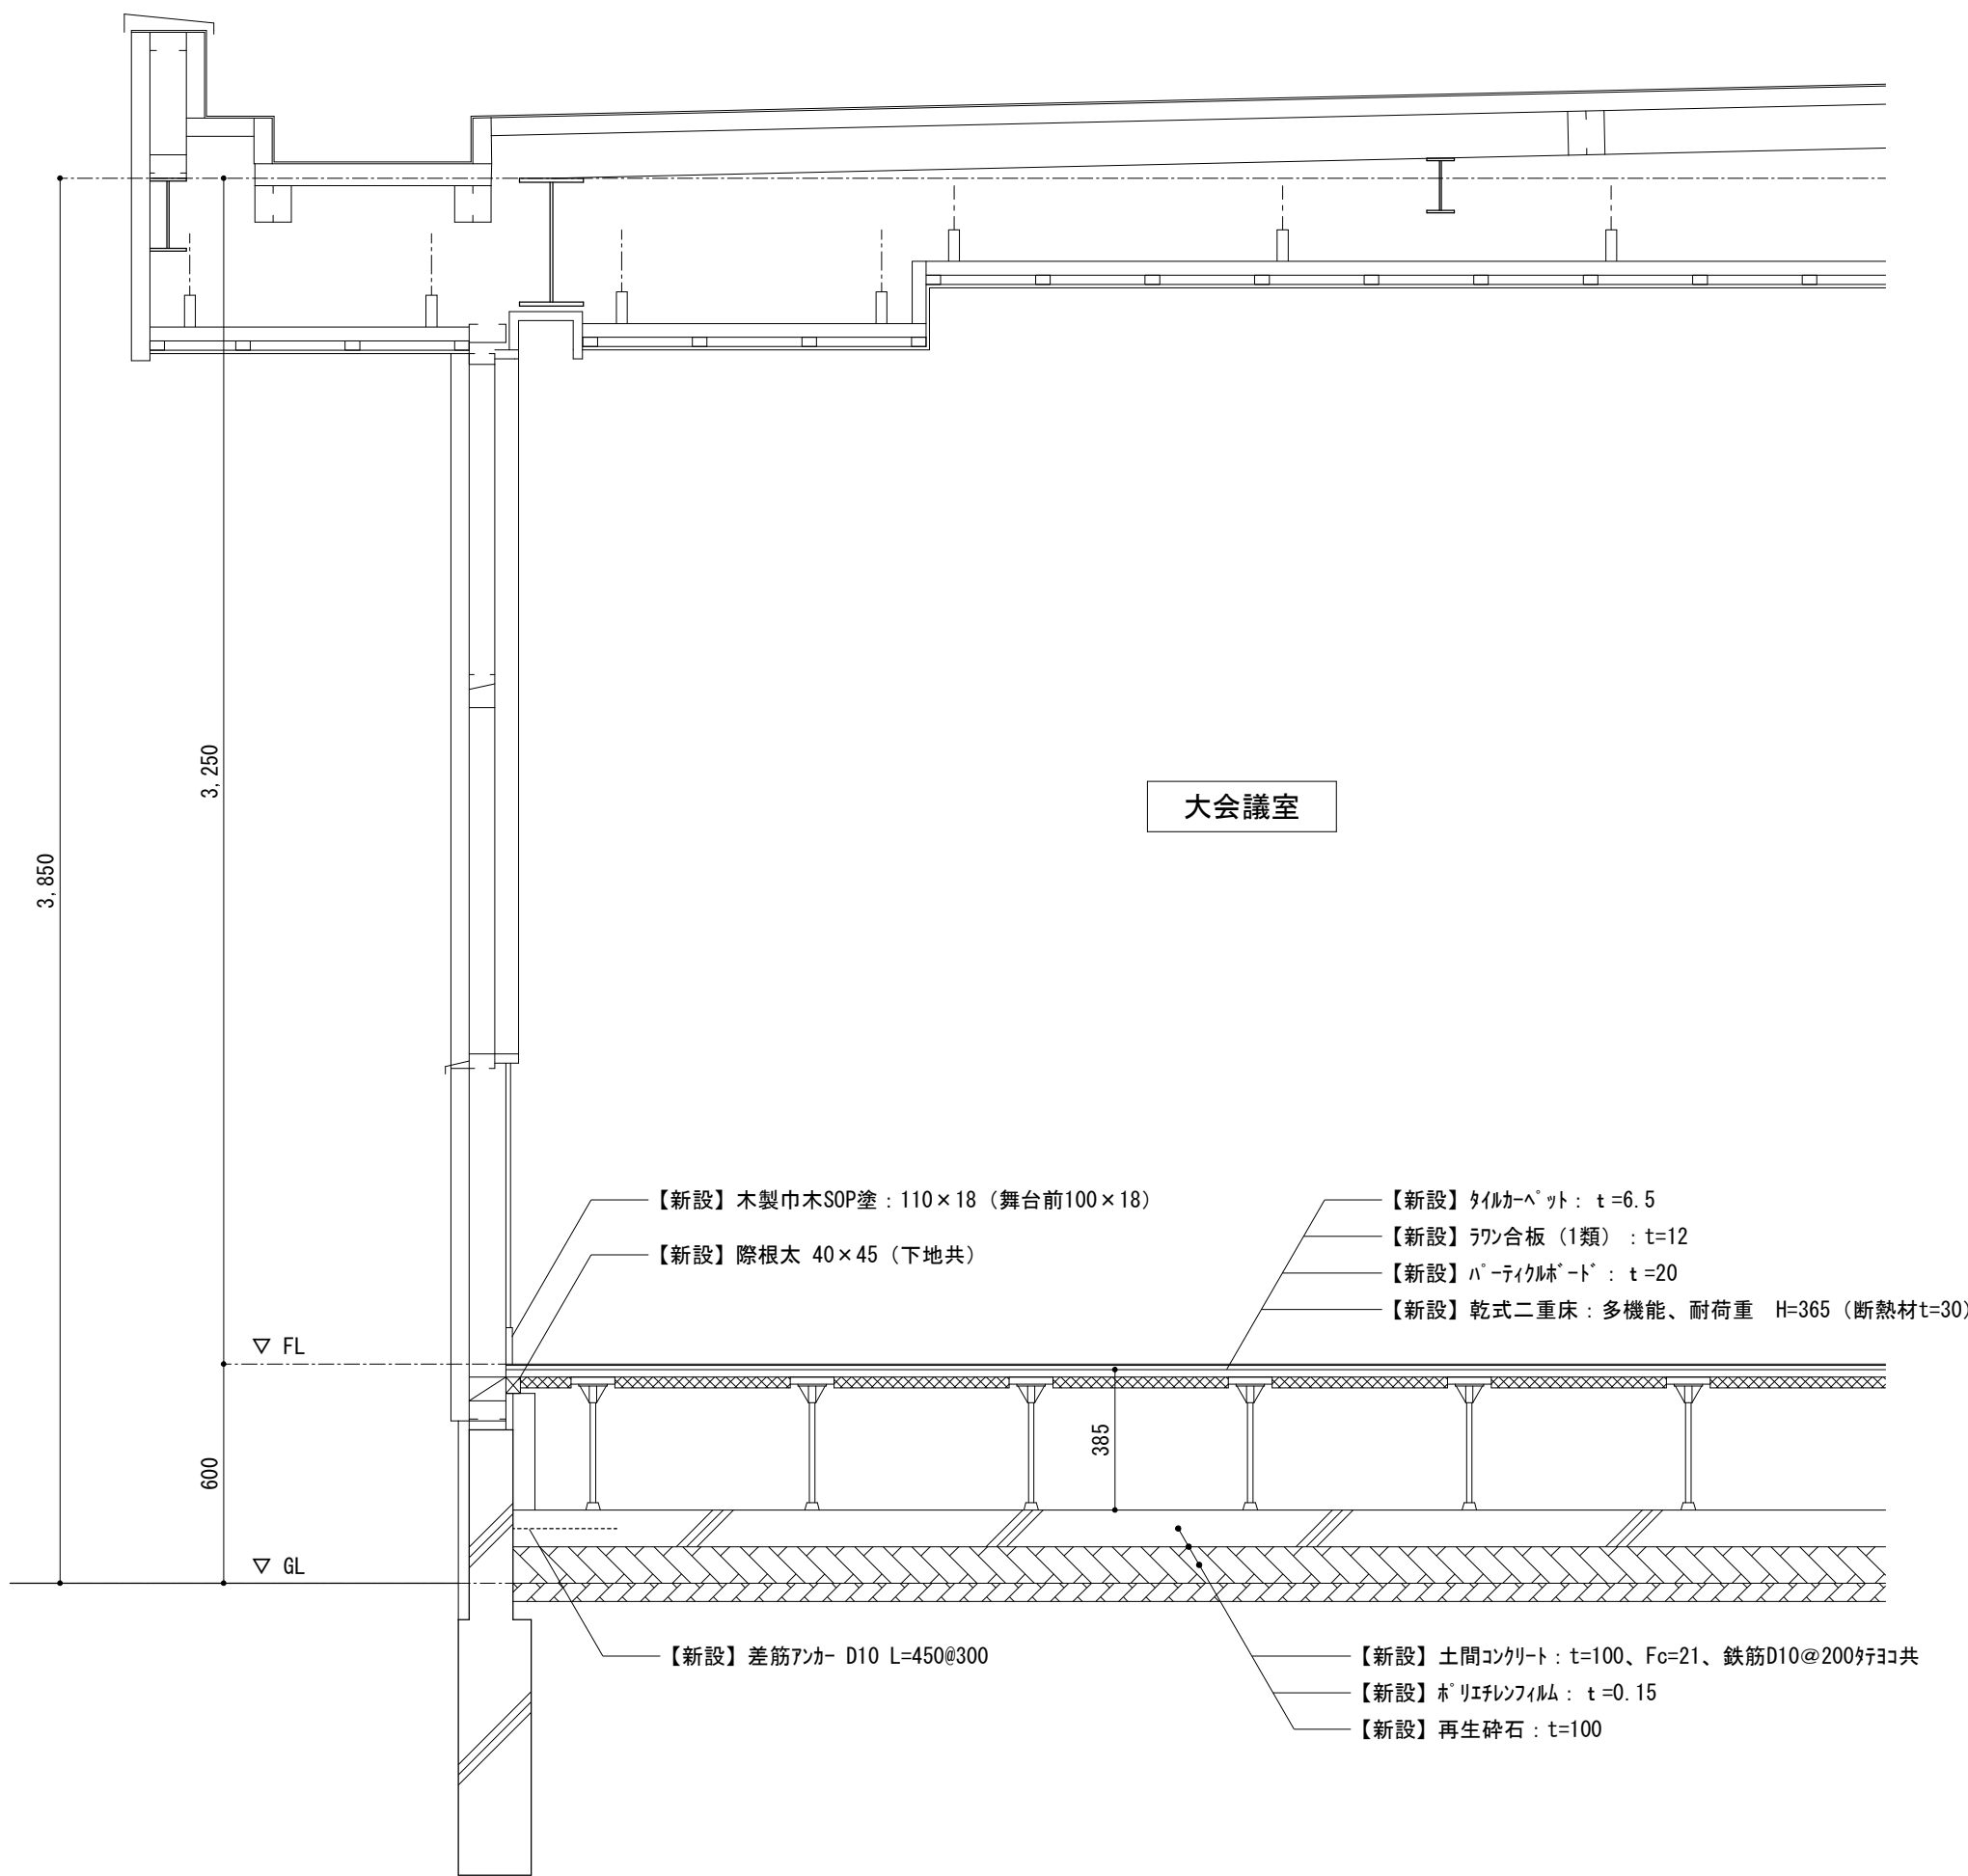 3,850
3,250
大会議室
【新設】木製巾木SOP塗：110×18（舞台前100×18）
【新設】際根太 40×45（下地共）
【新設】ﾀｲﾙｶｰﾍﾟｯﾄ：ｔ=6.5
【新設】ﾗﾜﾝ合板（1類）：t=12
【新設】ﾊﾟｰﾃｨｸﾙﾎﾞｰﾄﾞ：ｔ=20
【新設】乾式二重床：多機能、耐荷重　H=365（断熱材t=30）
▽ FL
385
600
▽ GL
【新設】差筋ｱﾝｶｰ D10 L=450@300
【新設】土間ｺﾝｸﾘｰﾄ：t=100、Fc=21、鉄筋D10＠200ﾀﾃﾖｺ共
【新設】ﾎﾟﾘｴﾁﾚﾝﾌｨﾙﾑ：ｔ=0.15
【新設】再生砕石：t=100